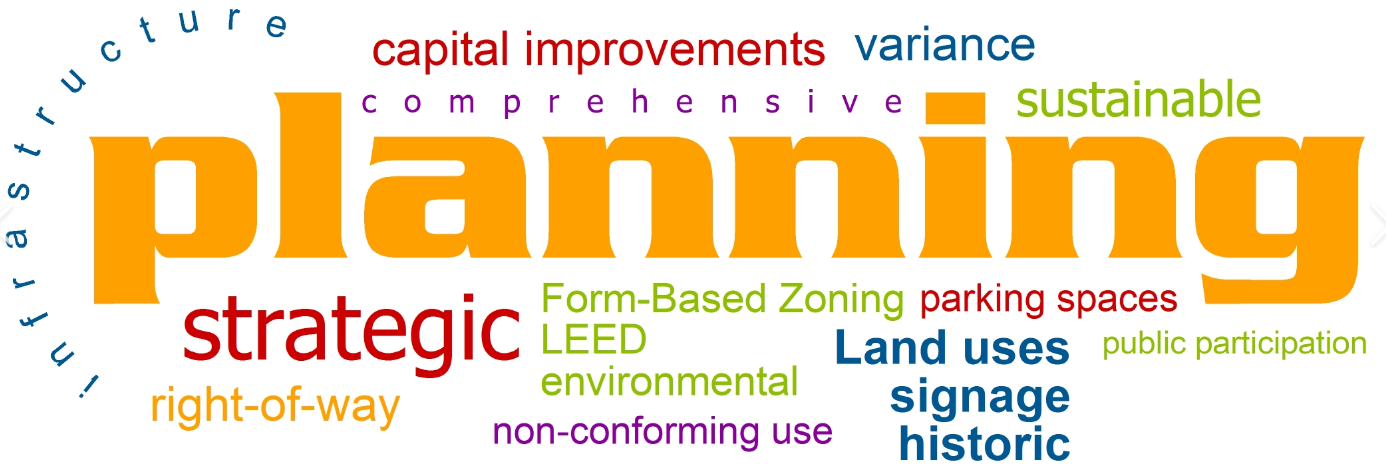 infrastructure
capital improvements
variance
comprehensive
sustainable
planning
strategic
Form-Based Zoning
parking spaces
LEED
Land uses
public participation
environmental
signage
right-of-way
non-conforming use
historic